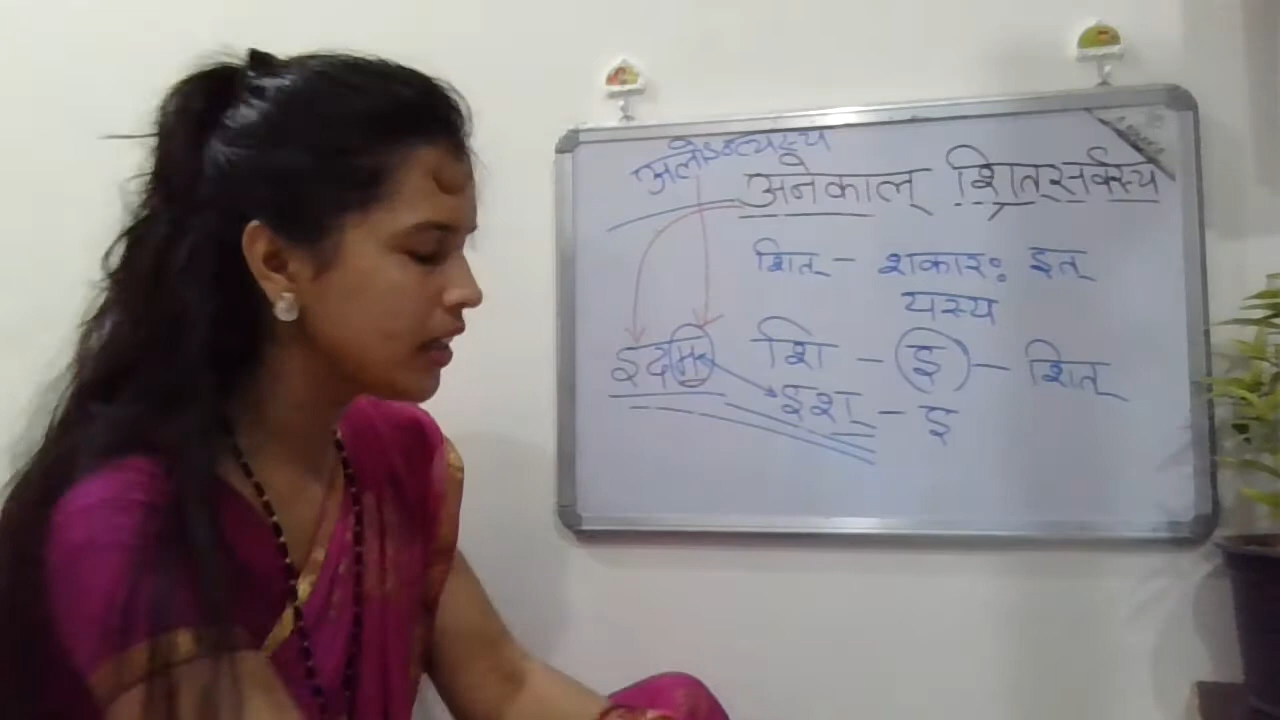 अलोऽन्त्यस्य
अनेकाल् शित्सर्वस्य
शित् - शकारः इत्
यस्य
इदम् शि - इ - शित्
इश् - इ